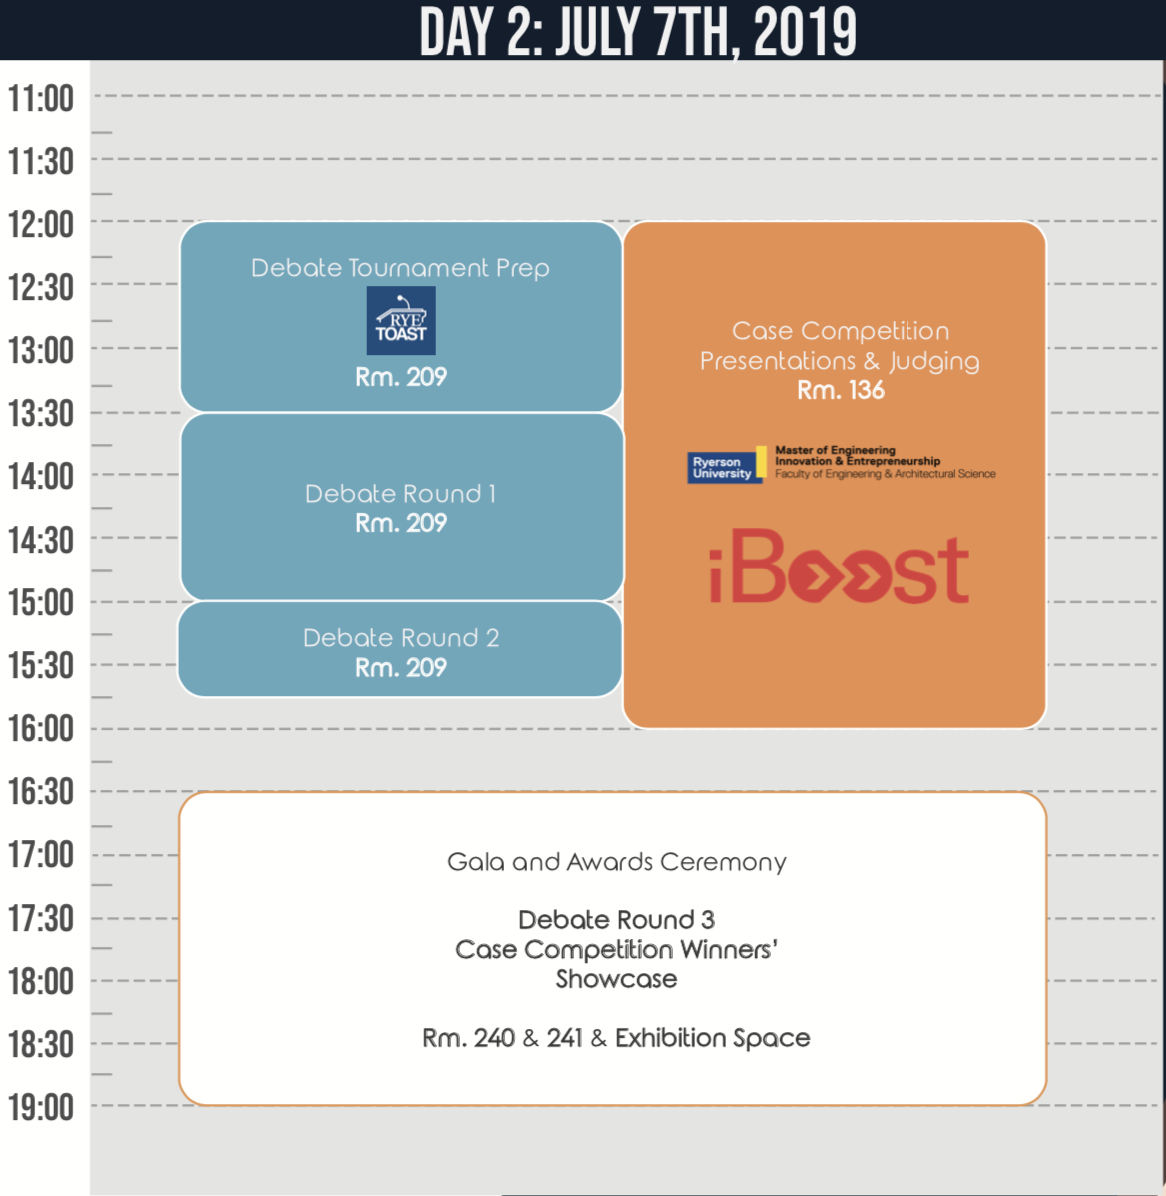 DAY 2: JULY 7TH, 2019
11:00
11:30
12:00
12:30
13:00
13:30
14:00
14:30
15:00
15:30
16:00
16:30
17:00
17:30
18:00
18:30
19:00
Debate Tournament Prep
RYE
TOAST
Rm. 209
Debate Round 1
Rm. 209
Debate Round 2
Rm. 209
Case Competition
Presentations & Judging
Rm. 136
Ryerson
University
Master of Engineering
Innovation & Entrepreneurship
Faculty of Engineering & Architectural Science
iBoost
Gala and Awards Ceremony
Debate Round 3
Case Competition Winners'
Showcase
Rm. 240 & 241 & Exhibition Space